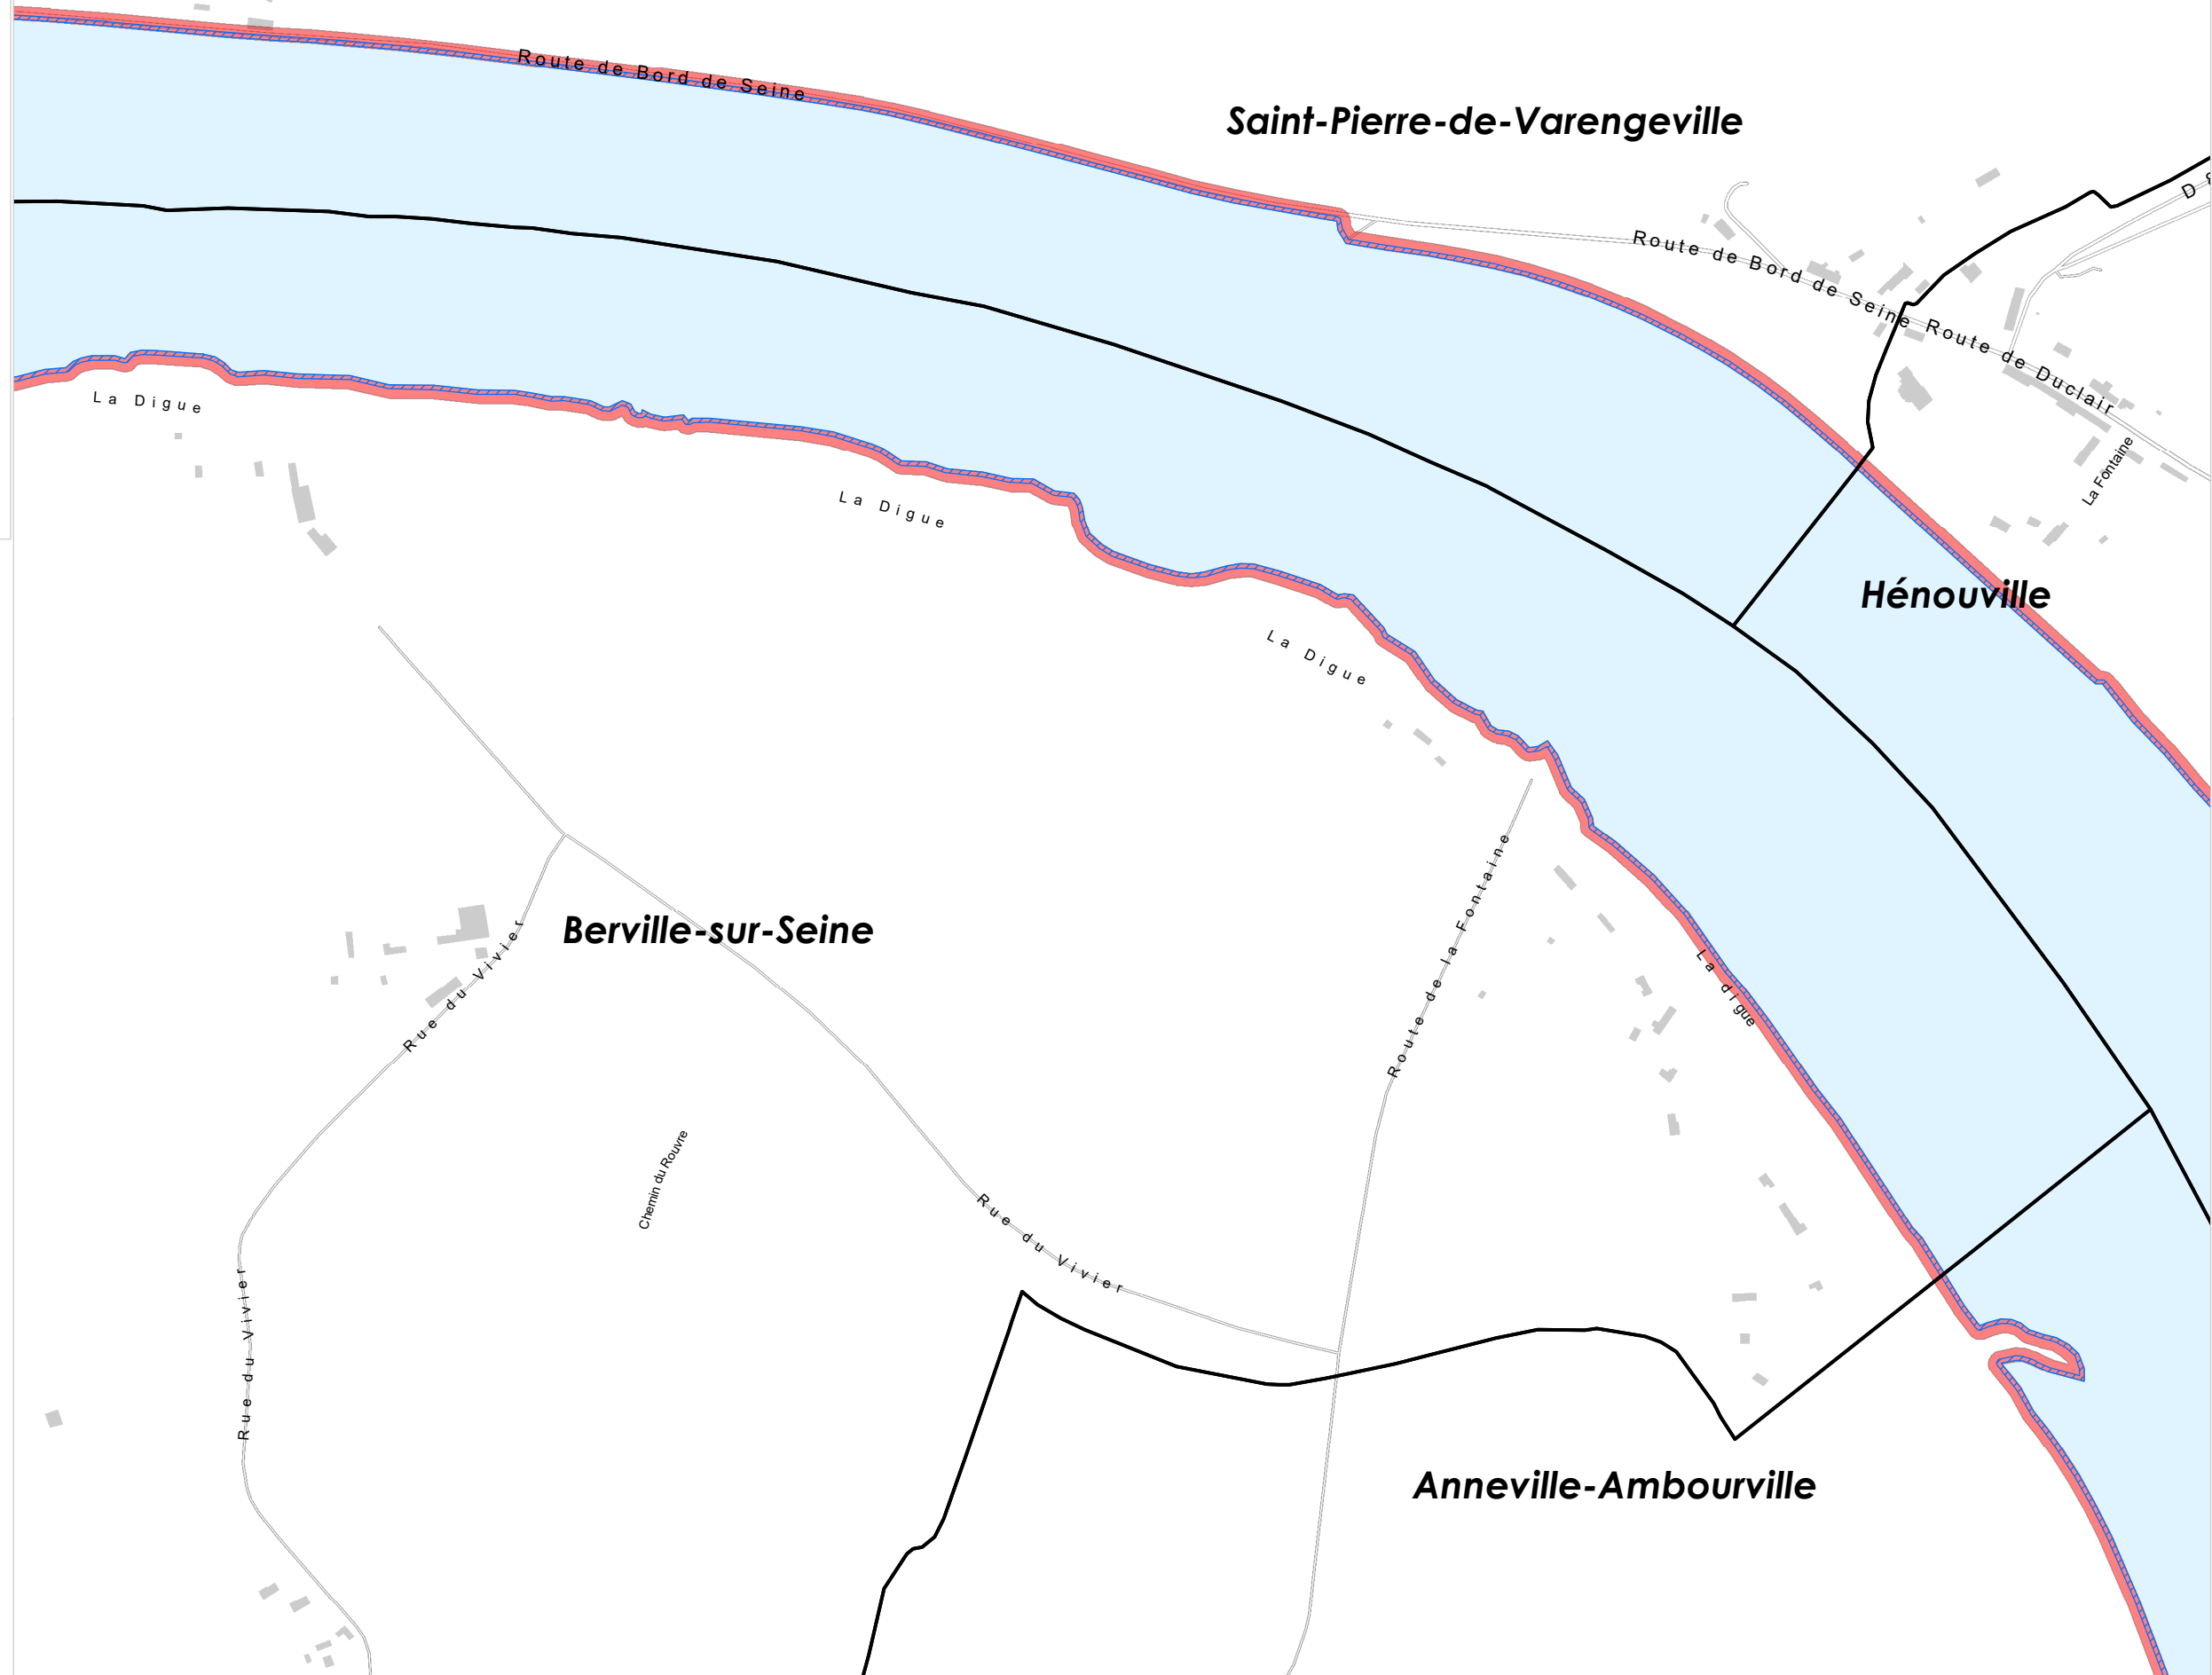 Route de Bord de Seine
Saint-Pierre-de-Varengeville
D
Route de Bord de Seine
Route de Duclair
La Fontaine
La Digue
La Digue
Hénouville
La Digue
Route de la Fontaine
Berville-sur-Seine
Rue du Vivier
La digue
Chemin du Rouvre
Rue du Vivier
Rue du Vivier
Anneville-Ambourville